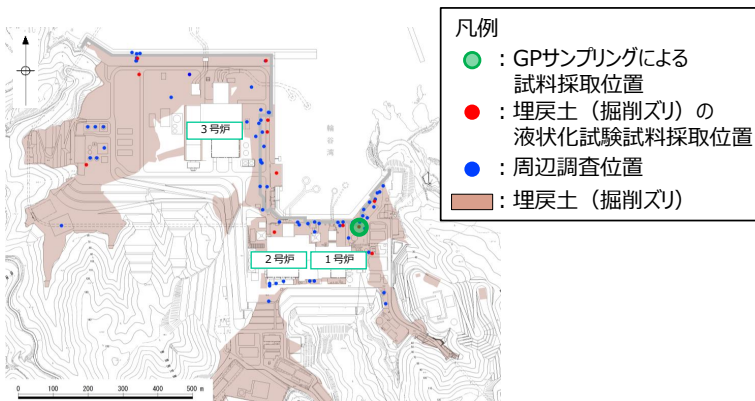 凡例
：GPサンプリングによる
試料採取位置
：埋戻土（掘削ズリ）の
液状化試験試料採取位置
：周辺調査位置
：埋戻土（掘削ズリ）
3号炉
輪谷湾
2号炉
1号炉
0 100 200 300 400 500 m